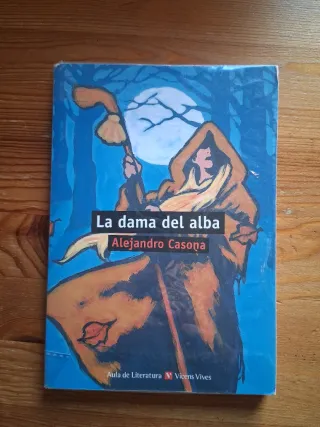 La dama del alba
Alejandro Casona
Aula de Literatura V Vicens Vives